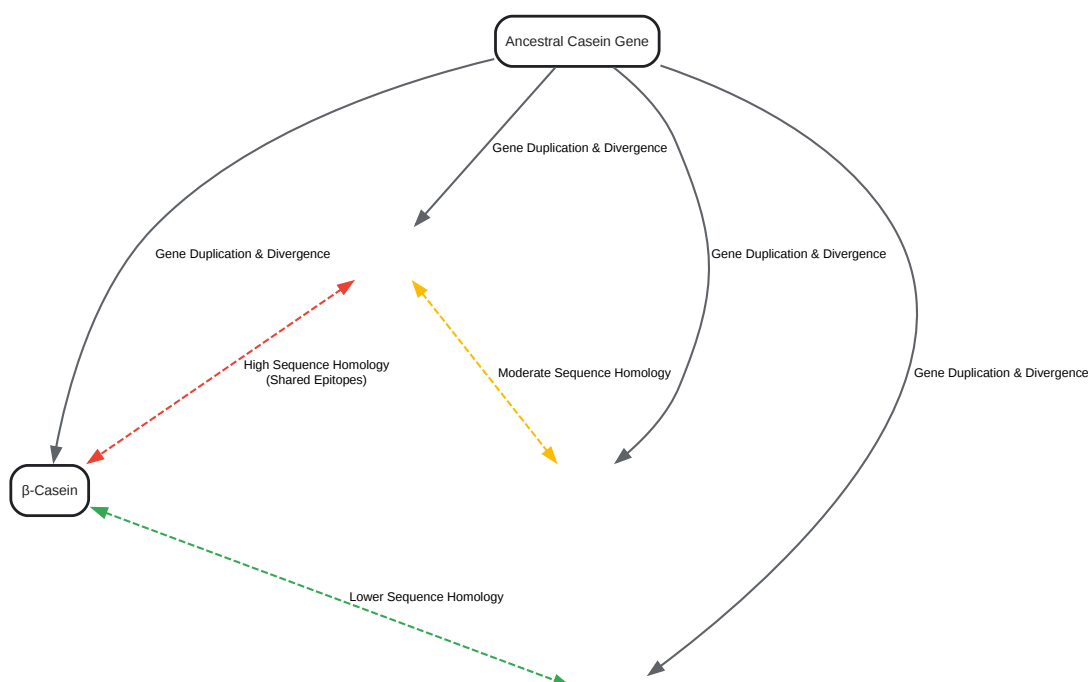 Ancestral Casein Gene
Gene Duplication & Divergence
Gene Duplication & Divergence
Gene Duplication & Divergence
High Sequence Homology
(Shared Epitopes)
Moderate Sequence Homology
Gene Duplication & Divergence
β-Casein
Lower Sequence Homology